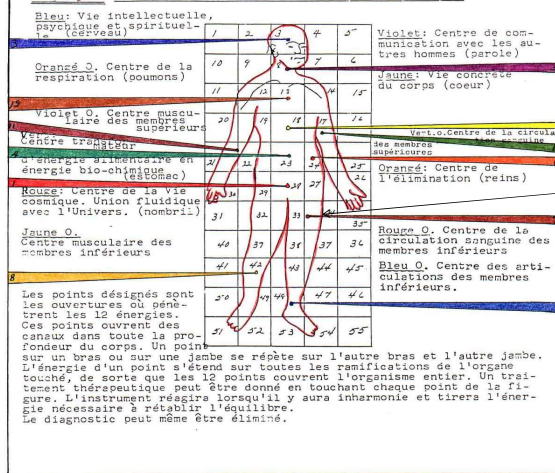 Bleu: Vie intellectuelle,
psychique et spirituel-
le (cerveau)
Orangé O. Centre de la
respiration (poumons)
Violet O. Centre muscu-
laire des membres
supérieurs
Centre
d'énergie alimentaire en
énergie bio-chimique
(estomac)
Rouge: Centre de la Vie
cosmique. Union fluidique
avec l'Univers. (nombril)
Jaune O.
Centre musculaire des
membres inférieurs
8
1 2 3 4 5
10 9 7 6
11 12 13 14 15
20 19 18 17 16
21 22 23 24 25
30 29 28 27 26
31 32 33 35
40 37 38 37 36
41 42 43 44 45
50 49 48 47 46
51 52 53 54 55
Violet: Centre de com-
munication avec les au-
tres hommes (parole)
Jaune: Vie concrète
du corps (coeur)
Vert.o.Centre de la circula
des membres
supérieures
Orangé: Centre de
l'élimination (reins)
Rouge O. Centre de la
circulation sanguine des
membres inférieurs
Bleu O. Centre des arti-
culations des membres
inférieurs.
Les points désignés sont
les ouvertures où péné-
trent les 12 énergies.
Ces points ouvrent des
canaux dans toute la pro-
fondeur du corps. Un point
sur un bras ou sur une jambe se répète sur l'autre bras et l'autre jambe.
L'énergie d'un point s'étend sur toutes les ramifications de l'organe
touché, de sorte que les 12 points couvrent l'organisme entier. Un trai-
tement thérapeutique peut être donné en touchant chaque point de la fi-
gure. L'instrument réagira lorsqu'il y aura inharmonie et tirera l'éner-
gie nécessaire à rétablir l'équilibre.
Le diagnostic peut même être éliminé.